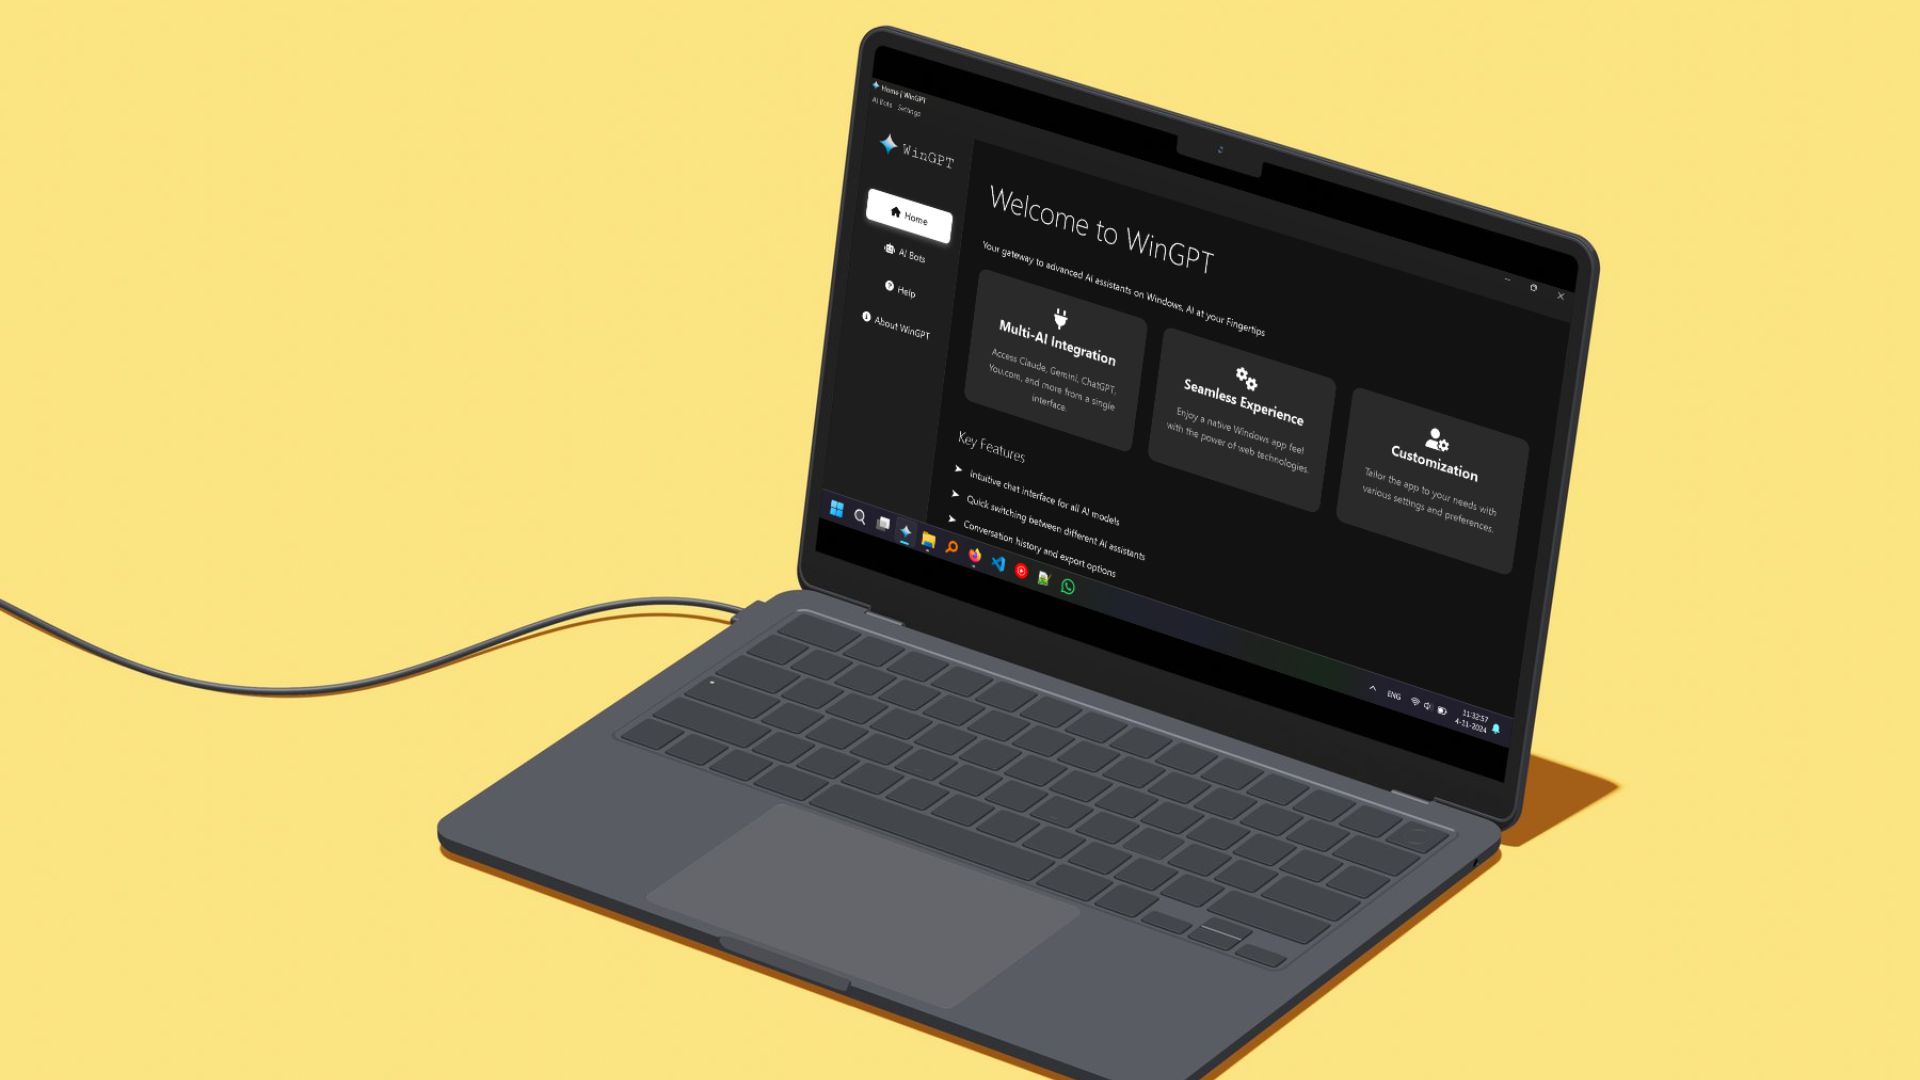 Home | WinGPT
AI Bots Settings
WinGPT
Home
AI Bots
Help
About WinGPT
Welcome to WinGPT
Your gateway to advanced AI assistants on Windows, AI at your Fingertips
Multi-AI Integration
Access Claude, Gemini, ChatGPT,
You.com, and more from a single
interface.
Seamless Experience
Enjoy a native Windows app feel
with the power of web technologies.
Customization
Tailor the app to your needs with
various settings and preferences.
Key Features
Intuitive chat interface for all AI models
Quick switching between different AI assistants
Conversation history and export options
ENG
11:32:57
4-11-2024